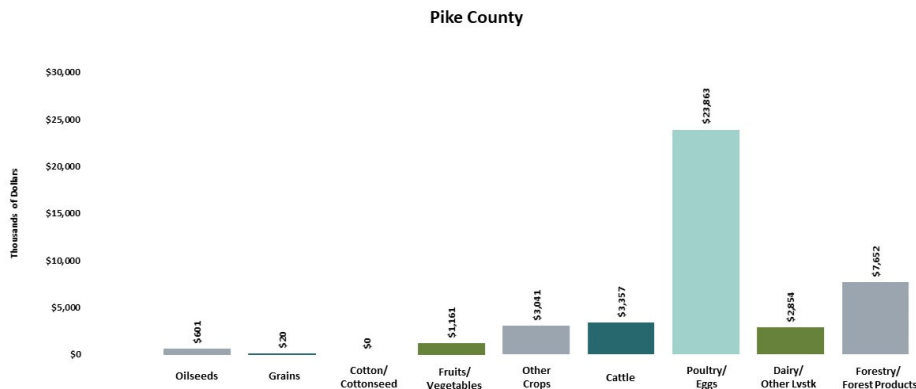 Pike County
Thousands of Dollars
$30,000
$25,000
$20,000
$15,000
$10,000
$5,000
$0
$601
$20
$0
$1,161
$3,041
$3,357
$23,863
$2,854
$7,652
Oilseeds
Grains
Cotton/
Cottonseed
Fruits/
Vegetables
Other
Crops
Cattle
Poultry/
Eggs
Dairy/
Other Lvstk
Forestry/
Forest Products